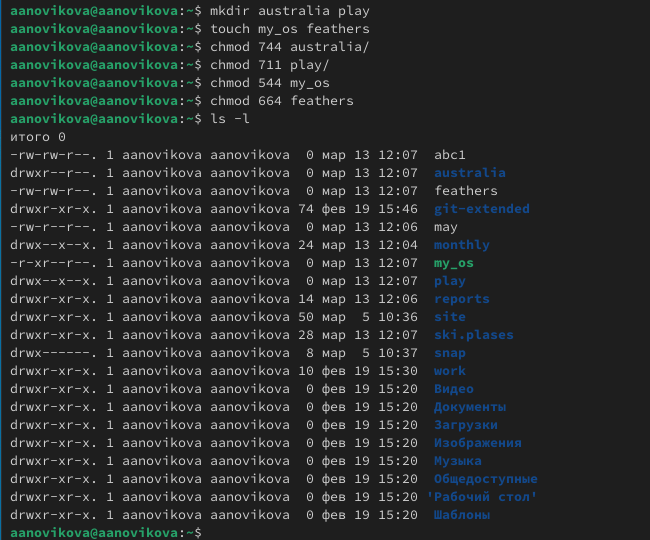 aanovikova@aanovikova:~$ mkdir australia play
aanovikova@aanovikova:~$ touch my_os feathers
aanovikova@aanovikova:~$ chmod 744 australia/
aanovikova@aanovikova:~$ chmod 711 play/
aanovikova@aanovikova:~$ chmod 544 my_os
aanovikova@aanovikova:~$ chmod 664 feathers
aanovikova@aanovikova:~$ ls -l
итого 0
-rw-rw-r--. 1 aanovikova aanovikova  0 мар 13 12:07  abc1
drwxr--r--. 1 aanovikova aanovikova  0 мар 13 12:07  australia
-rw-rw-r--. 1 aanovikova aanovikova  0 мар 13 12:07  feathers
drwxr-xr-x. 1 aanovikova aanovikova 74 фев 19 15:46  git-extended
-rw-r--r--. 1 aanovikova aanovikova  0 мар 13 12:06  may
drwx--x--x. 1 aanovikova aanovikova 24 мар 13 12:04  monthly
-r-xr--r--. 1 aanovikova aanovikova  0 мар 13 12:07  my_os
drwx--x--x. 1 aanovikova aanovikova  0 мар 13 12:07  play
drwxr-xr-x. 1 aanovikova aanovikova 14 мар 13 12:06  reports
drwxr-xr-x. 1 aanovikova aanovikova 50 мар  5 10:36  site
drwxr-xr-x. 1 aanovikova aanovikova 28 мар 13 12:07  ski.plases
drwx------. 1 aanovikova aanovikova  8 мар  5 10:37  snap
drwxr-xr-x. 1 aanovikova aanovikova 10 фев 19 15:30  work
drwxr-xr-x. 1 aanovikova aanovikova  0 фев 19 15:20  Видео
drwxr-xr-x. 1 aanovikova aanovikova  0 фев 19 15:20  Документы
drwxr-xr-x. 1 aanovikova aanovikova  0 фев 19 15:20  Загрузки
drwxr-xr-x. 1 aanovikova aanovikova  0 фев 19 15:20  Изображения
drwxr-xr-x. 1 aanovikova aanovikova  0 фев 19 15:20  Музыка
drwxr-xr-x. 1 aanovikova aanovikova  0 фев 19 15:20  Общедоступные
drwxr-xr-x. 1 aanovikova aanovikova  0 фев 19 15:20 'Рабочий стол'
drwxr-xr-x. 1 aanovikova aanovikova  0 фев 19 15:20  Шаблоны
aanovikova@aanovikova:~$